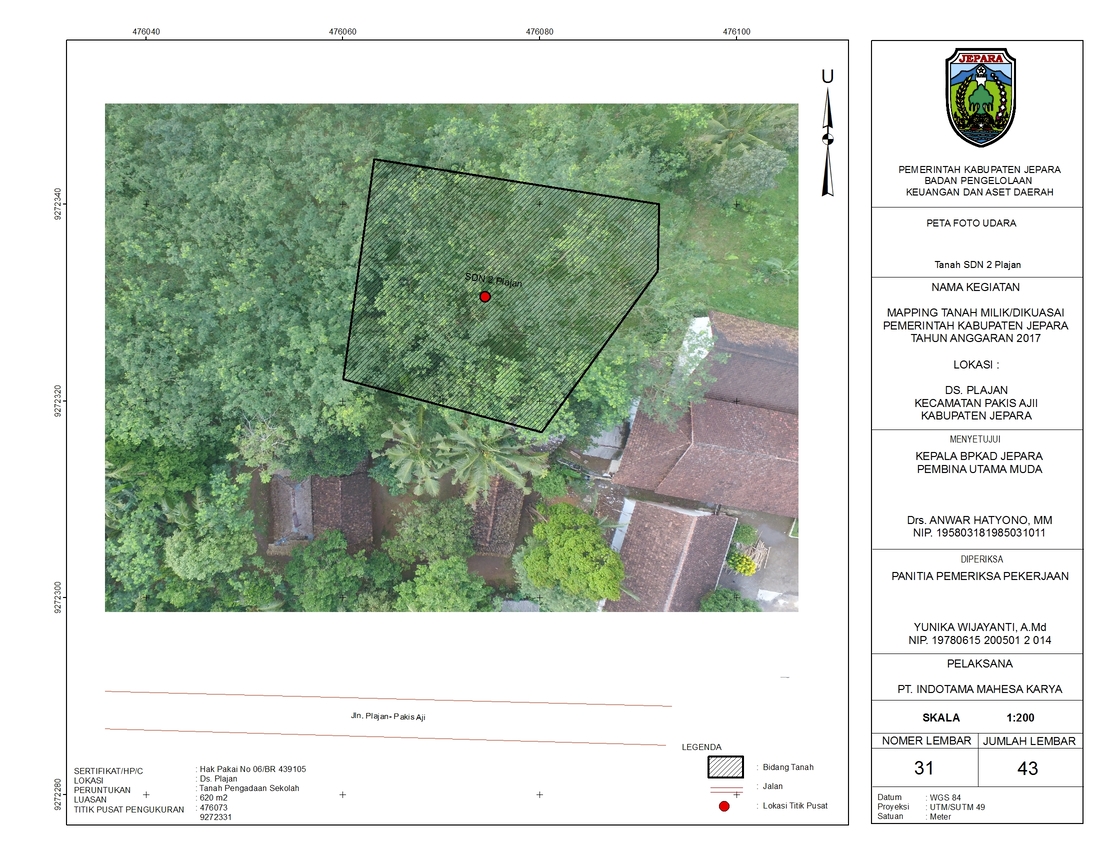 476040
476060
476080
476100
9272340
9272320
9272300
9272280
U
SDN 2 Plajan
Jln. Plajan- Pakis Aji
SERTIFIKAT/HP/C : Hak Pakai No 06/BR 439105
LOKASI : Ds. Plajan
PERUNTUKAN : Tanah Pengadaan Sekolah
LUASAN : 620 m2
TITIK PUSAT PENGUKURAN : 476073
9272331
LEGENDA
: Bidang Tanah
: Jalan
: Lokasi Titik Pusat
JEPARA
PEMERINTAH KABUPATEN JEPARA
BADAN PENGELOLAAN
KEUANGAN DAN ASET DAERAH
PETA FOTO UDARA
Tanah SDN 2 Plajan
NAMA KEGIATAN
MAPPING TANAH MILIK/DIKUASAI
PEMERINTAH KABUPATEN JEPARA
TAHUN ANGGARAN 2017
LOKASI :
DS. PLAJAN
KECAMATAN PAKIS AJII
KABUPATEN JEPARA
MENYETUJUI
KEPALA BPKAD JEPARA
PEMBINA UTAMA MUDA
Drs. ANWAR HATYONO, MM
NIP. 195803181985031011
DIPERIKSA
PANITIA PEMERIKSA PEKERJAAN
YUNIKA WIJAYANTI, A.Md
NIP. 19780615 200501 2 014
PELAKSANA
PT. INDOTAMA MAHESA KARYA
SKALA 1:200
NOMER LEMBAR JUMLAH LEMBAR
31 43
Datum : WGS 84
Proyeksi : UTM/SUTM 49
Satuan : Meter